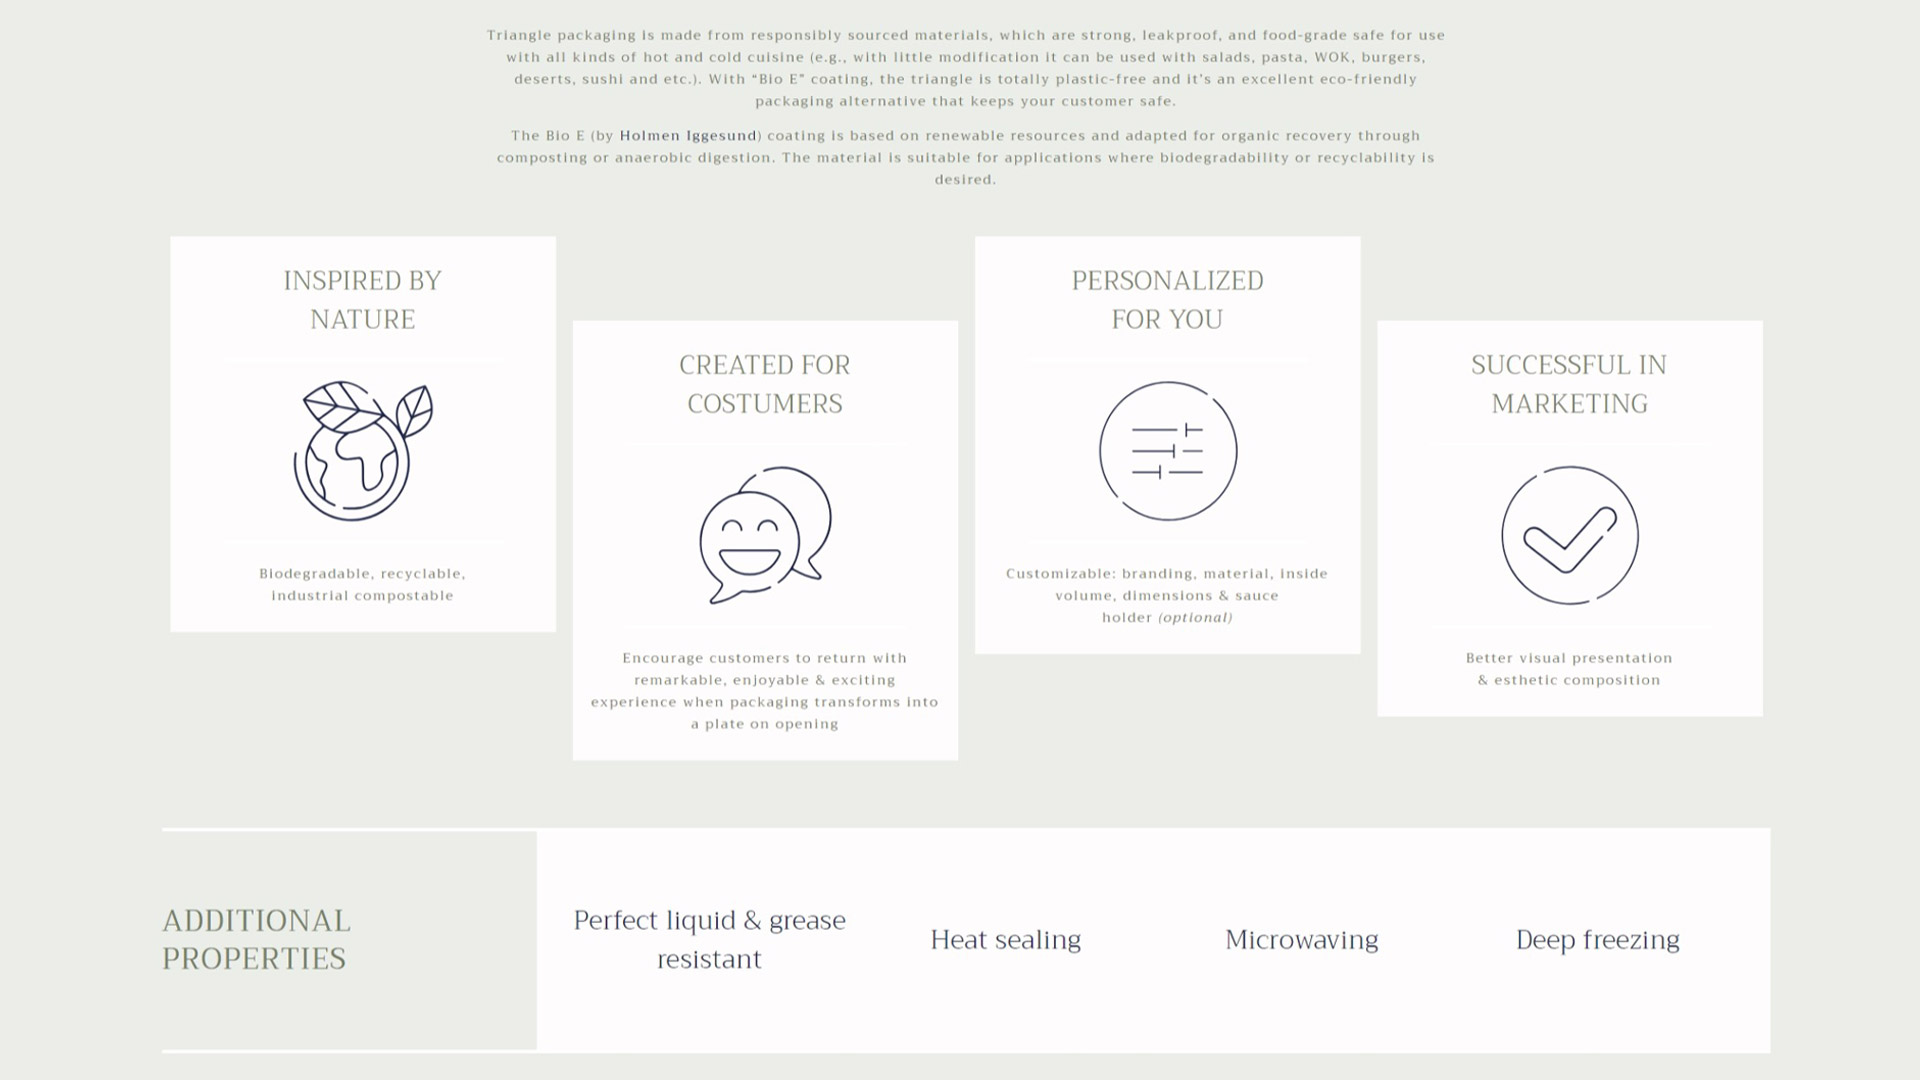 Triangle packaging is made from responsibly sourced materials, which are strong, leakproof, and food-grade safe for use
with all kinds of hot and cold cuisine (e.g., with little modification it can be used with salads, pasta, WOK, burgers,
deserts, sushi and etc.). With “Bio E” coating, the triangle is totally plastic-free and it's an excellent eco-friendly
packaging alternative that keeps your customer safe.
The Bio E (by Holmen Iggesund) coating is based on renewable resources and adapted for organic recovery through
composting or anaerobic digestion. The material is suitable for applications where biodegradability or recyclability is
desired.
INSPIRED BY
NATURE
Biodegradable, recyclable,
industrial compostable
CREATED FOR
COSTUMERS
Encourage customers to return with
remarkable, enjoyable & exciting
experience when packaging transforms into
a plate on opening
PERSONALIZED
FOR YOU
Customizable: branding, material, inside
volume, dimensions & sauce
holder (optional)
SUCCESSFUL IN
MARKETING
Better visual presentation
& esthetic composition
ADDITIONAL
PROPERTIES
Perfect liquid & grease
resistant
Heat sealing
Microwaving
Deep freezing